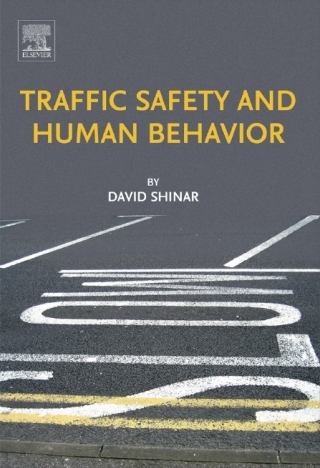 ELSEVIER
TRAFFIC SAFETY AND
HUMAN BEHAVIOR
BY
DAVID SHINAR
SLOW